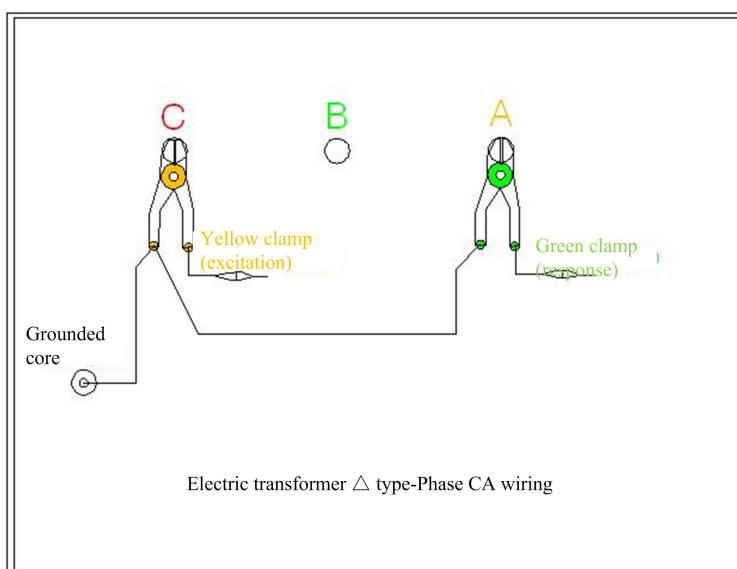 C
B
A
Yellow clamp
(excitation)
Green clamp
(response)
Grounded
core
Electric transformer △ type-Phase CA wiring